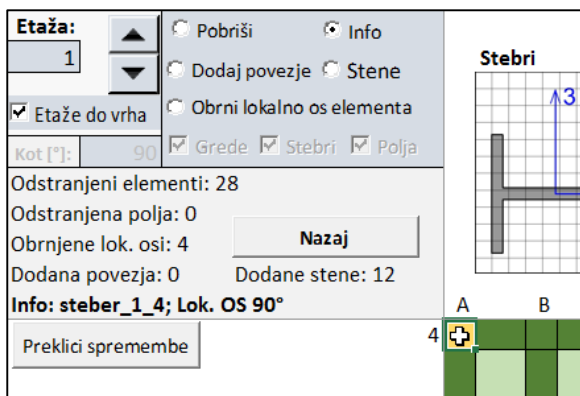 Etaža:
1
Pobriši
Info
Dodaj povezje
Stene
Etaže do vrha
Obrni lokalno os elementa
Kot [°]:
90
Grede
Stebri
Polja
Odstranjeni elementi: 28
Odstranjena polja: 0
Obrnjene lok. osi: 4
Nazaj
Dodana povezja: 0
Dodane stene: 12
Info: steber_1_4; Lok. OS 90°
Preklici spremembe
Stebri
3
A
B
4